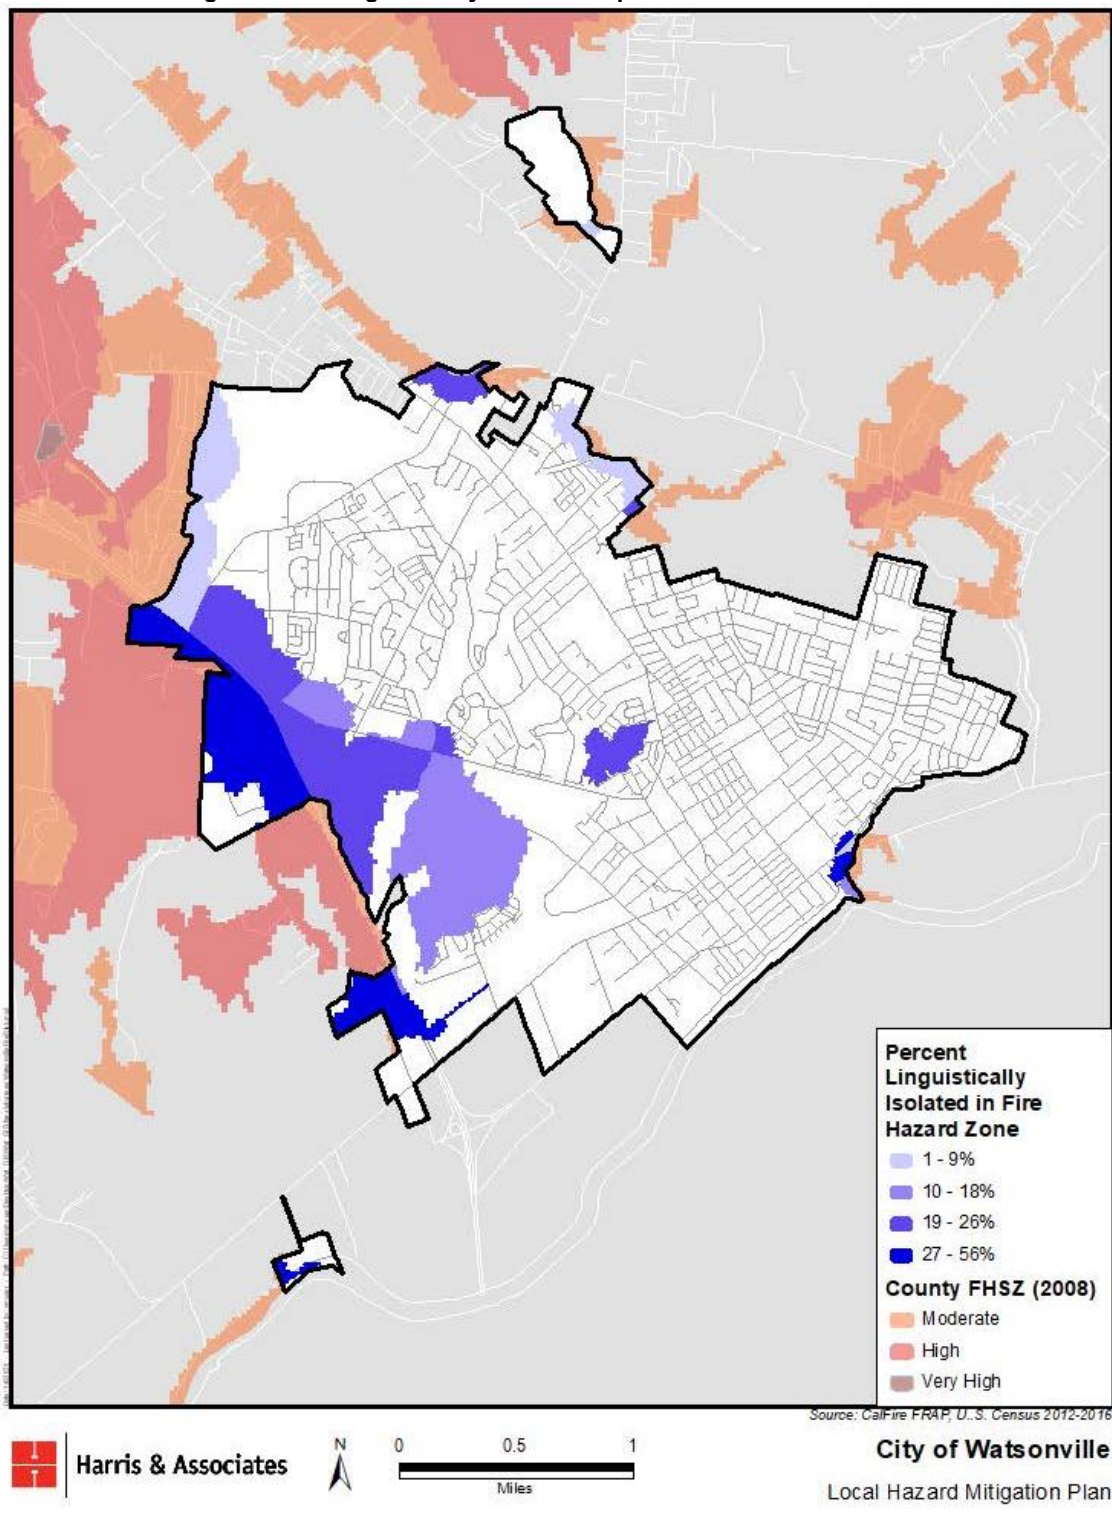 Percent
Linguistically
Isolated in Fire
Hazard Zone
1 - 9%
10 - 18%
19 - 26%
27 - 56%
County FHSZ (2008)
Moderate
High
Very High
Source: CalFire FRAP, U..S. Census 2012-2016
Harris & Associates
N
0 0.5 1
Miles
City of Watsonville
Local Hazard Mitigation Plan